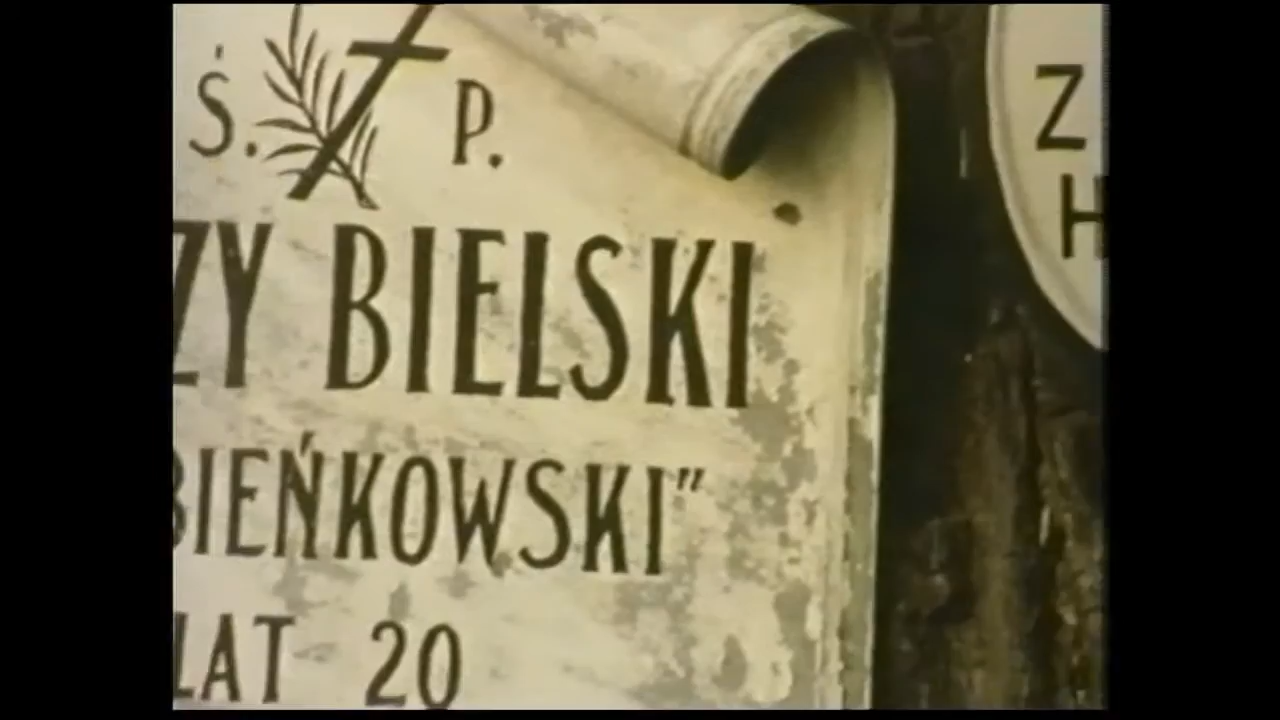 Ś. P.
ZY BIELSKI
BIEŃKOWSKI"
LAT 20
Z
H